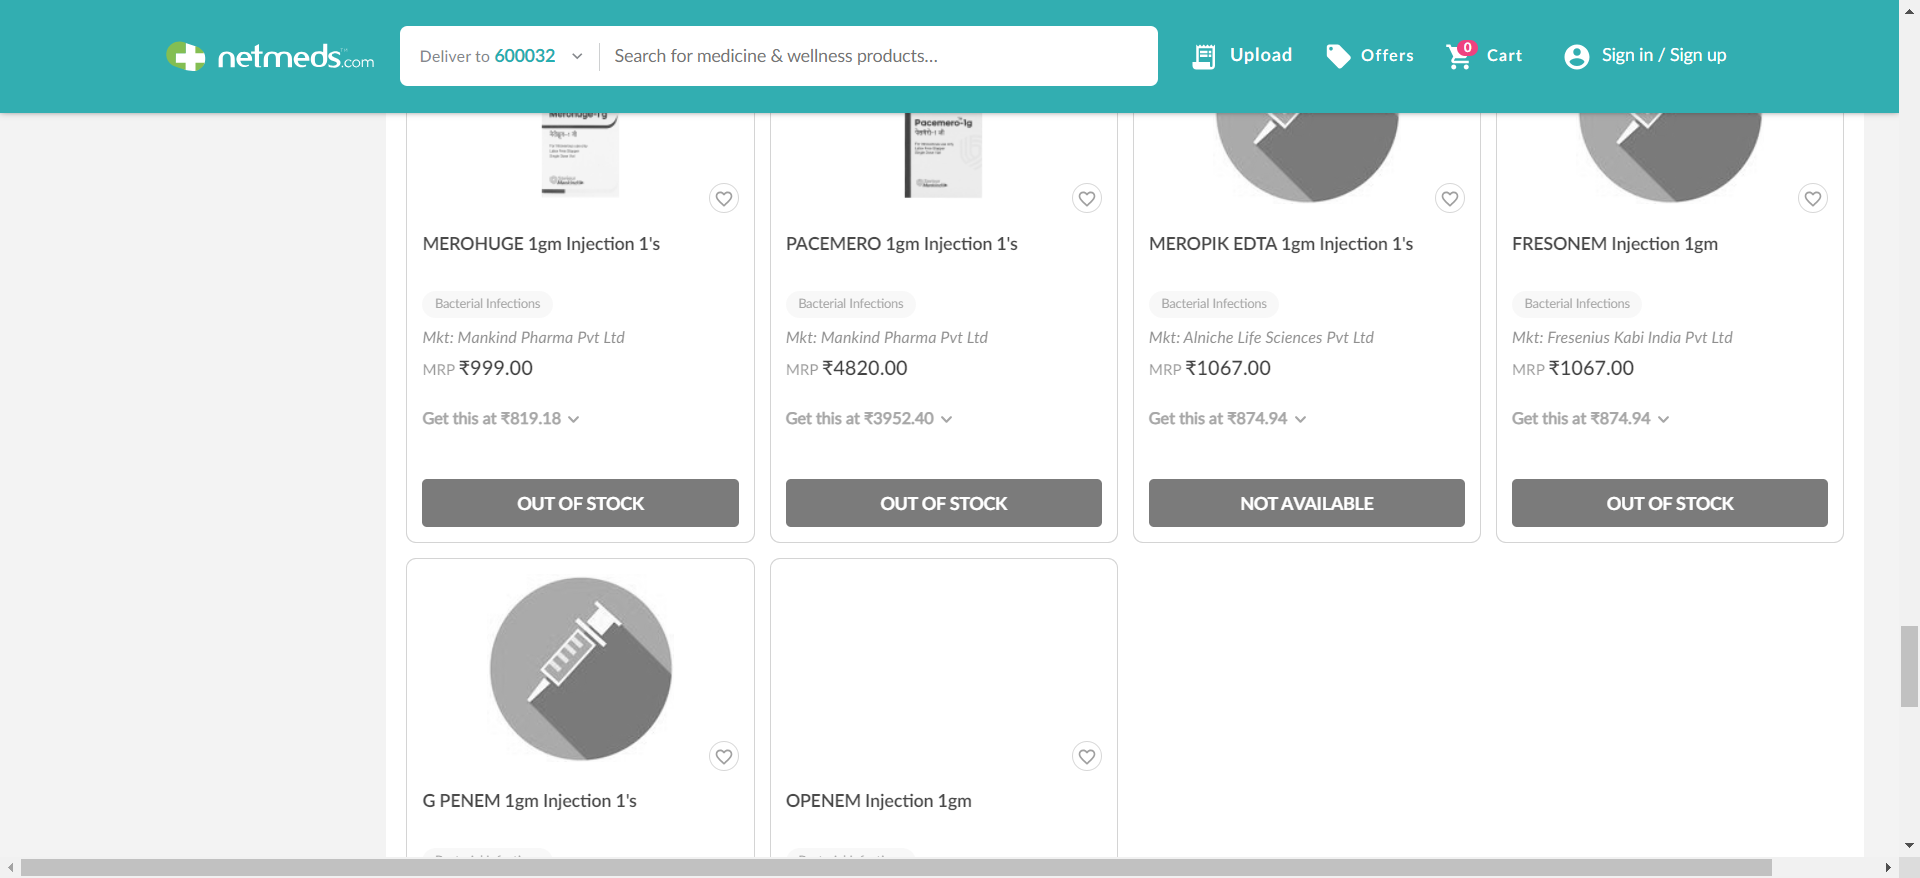 netmeds.com
Deliver to 600032
Search for medicine & wellness products...
Upload
Offers
0
Cart
Sign in / Sign up
Merohuge-1g
Pacemero-1g
MEROHUGE 1gm Injection 1's
PACEMERO 1gm Injection 1's
MEROPIK EDTA 1gm Injection 1's
FRESONEM Injection 1gm
Bacterial Infections
Bacterial Infections
Bacterial Infections
Bacterial Infections
Mkt: Mankind Pharma Pvt Ltd
Mkt: Mankind Pharma Pvt Ltd
Mkt: Alniche Life Sciences Pvt Ltd
Mkt: Fresenius Kabi India Pvt Ltd
MRP ₹999.00
MRP ₹4820.00
MRP ₹1067.00
MRP ₹1067.00
Get this at ₹819.18
Get this at ₹3952.40
Get this at ₹874.94
Get this at ₹874.94
OUT OF STOCK
OUT OF STOCK
NOT AVAILABLE
OUT OF STOCK
G PENEM 1gm Injection 1's
OPENEM Injection 1gm